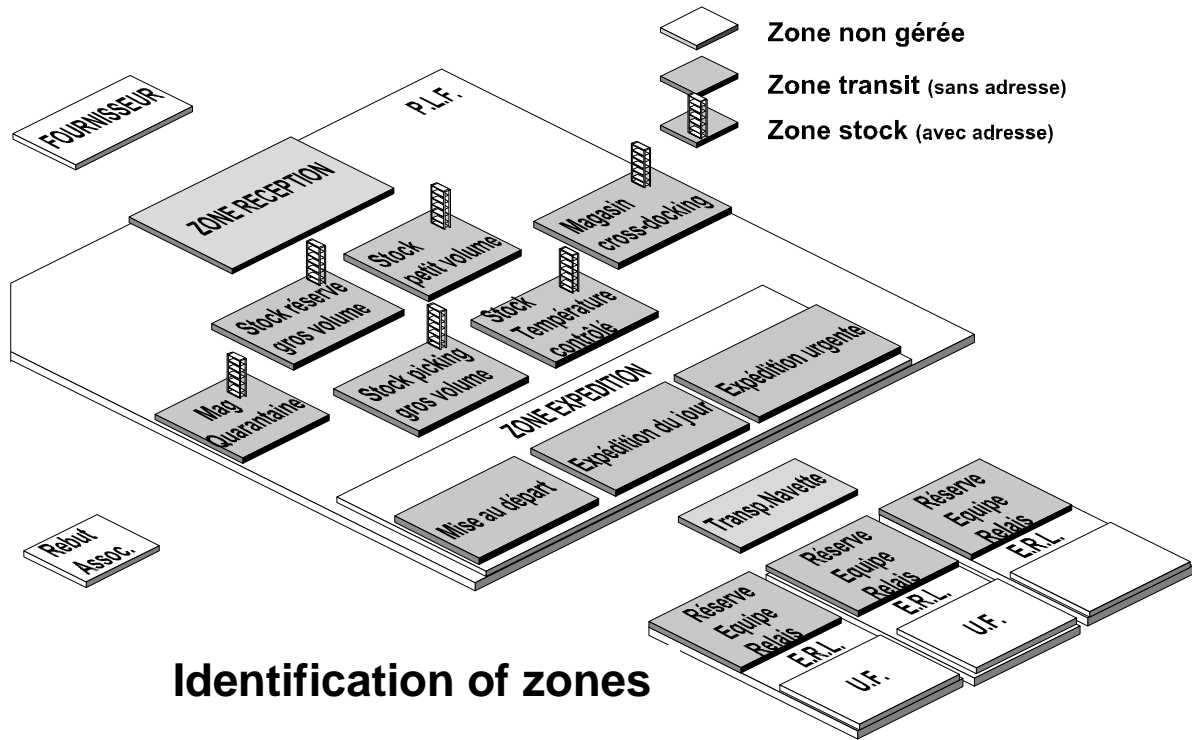 Zone non gérée
Zone transit (sans adresse)
Zone stock (avec adresse)
FOURNISSEUR
P.L.F.
ZONE RECEPTION
Magasin
cross-docking
Stock
petit volume
Stock réserve
gros volume
Stock
Température
contrôlé
Stock picking
gros volume
Mag
Quarantaine
ZONE EXPEDITION
Expédition urgente
Expédition du jour
Mise au départ
Transp.Navette
Rebut
Assoc.
Réserve
Equipe
Relais
E.R.L.
Réserve
Equipe
Relais
E.R.L.
U.F.
Réserve
Equipe
Relais
E.R.L.
U.F.
Identification of zones